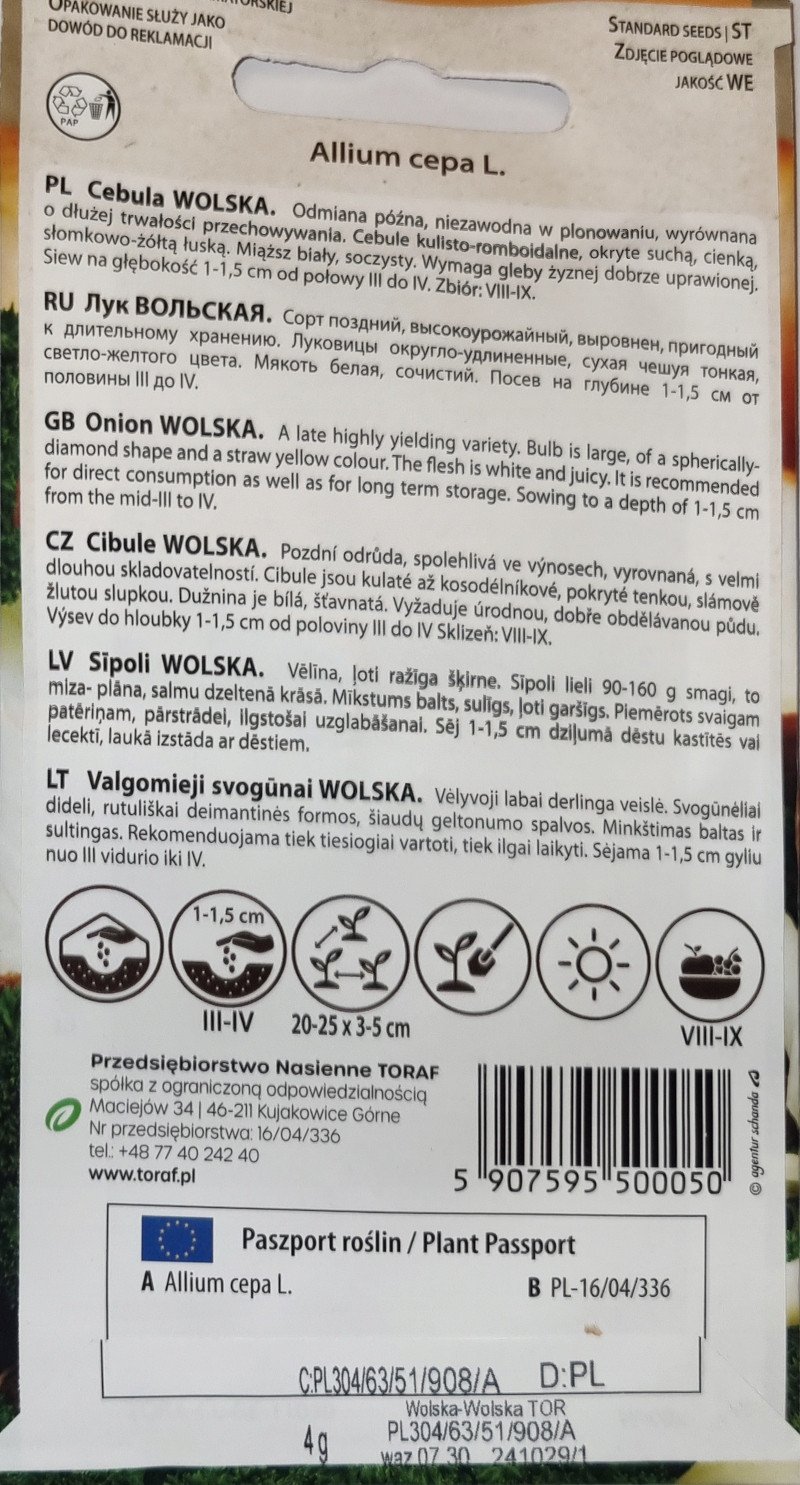 OPAKOWANIE SŁUŻY JAKO
DOWÓD DO REKLAMACJI
STANDARD SEEDS | ST
ZDJĘCIE POGLĄDOWE
JAKOŚĆ WE
PAP
Allium cepa L.
PL Cebula WOLSKA. Odmiana późna, niezawodna w plonowaniu, wyrównana
o dłużej trwałości przechowywania. Cebule kulisto-romboidalne, okryte suchą, cienką,
słomkowo-żółtą łuską. Miąższ biały, soczysty. Wymaga gleby żyznej dobrze uprawionej.
Siew na głębokość 1-1,5 cm od połowy III do IV. Zbiór: VIII-IX.
RU Лук ВОЛЬСКАЯ. Сорт поздний, высокоурожайный, выровнен, пригодный
к длительному хранению. Луковицы округло-удлиненные, сухая чешуя тонкая,
светло-желтого цвета. Мякоть белая, сочистий. Посев на глубине 1-1,5 см от
половины III до IV.
GB Onion WOLSKA. A late highly yielding variety. Bulb is large, of a spherically-
diamond shape and a straw yellow colour. The flesh is white and juicy. It is recommended
for direct consumption as well as for long term storage. Sowing to a depth of 1-1,5 cm
from the mid-III to IV.
CZ Cibule WOLSKA. Pozdní odrůda, spolehlivá ve výnosech, vyrovnaná, s velmi
dlouhou skladovatelností. Cibule jsou kulaté až kosodélníkové, pokryté tenkou, slámově
žlutou slupkou. Dužnina je bílá, šťavnatá. Vyžaduje úrodnou, dobře obdělávanou půdu.
Výsev do hloubky 1-1,5 cm od poloviny III do IV Sklizeň: VIII-IX.
LV Sīpoli WOLSKA. Vēlīna, ļoti ražīga šķirne. Sīpoli lieli 90-160 g smagi, to
miza- plāna, salmu dzeltenā krāsā. Mīkstums balts, sulīgs, ļoti garšīgs. Piemērots svaigam
patēriņam, pārstrādei, ilgstošai uzglabāšanai. Sēj 1-1,5 cm dziļumā dēstu kastītēs vai
lecektī, laukā izstāda ar dēstiem.
LT Valgomieji svogūnai WOLSKA. Vėlyvoji labai derlinga veislė. Svogūnėliai
dideli, rutuliškai deimantinės formos, šiaudų geltonumo spalvos. Minkštimas baltas ir
sultingas. Rekomenduojama tiek tiesiogiai vartoti, tiek ilgai laikyti. Sėjama 1-1,5 cm gyliu
nuo III vidurio iki IV.
1-1,5 cm
III-IV 20-25 x 3-5 cm VIII-IX
Przedsiębiorstwo Nasienne TORAF
spółka z ograniczoną odpowiedzialnością
Maciejów 34 | 46-211 Kujakowice Górne
Nr przedsiębiorstwa: 16/04/336
tel.: +48 77 40 242 40
www.toraf.pl
5 907595 500050
© agentur schanda
Paszport roślin / Plant Passport
A Allium cepa L. B PL-16/04/336
C:PL304/63/51/908/A D:PL
Wolska-Wolska TOR
PL304/63/51/908/A
4g
waz 07.30 241029/1